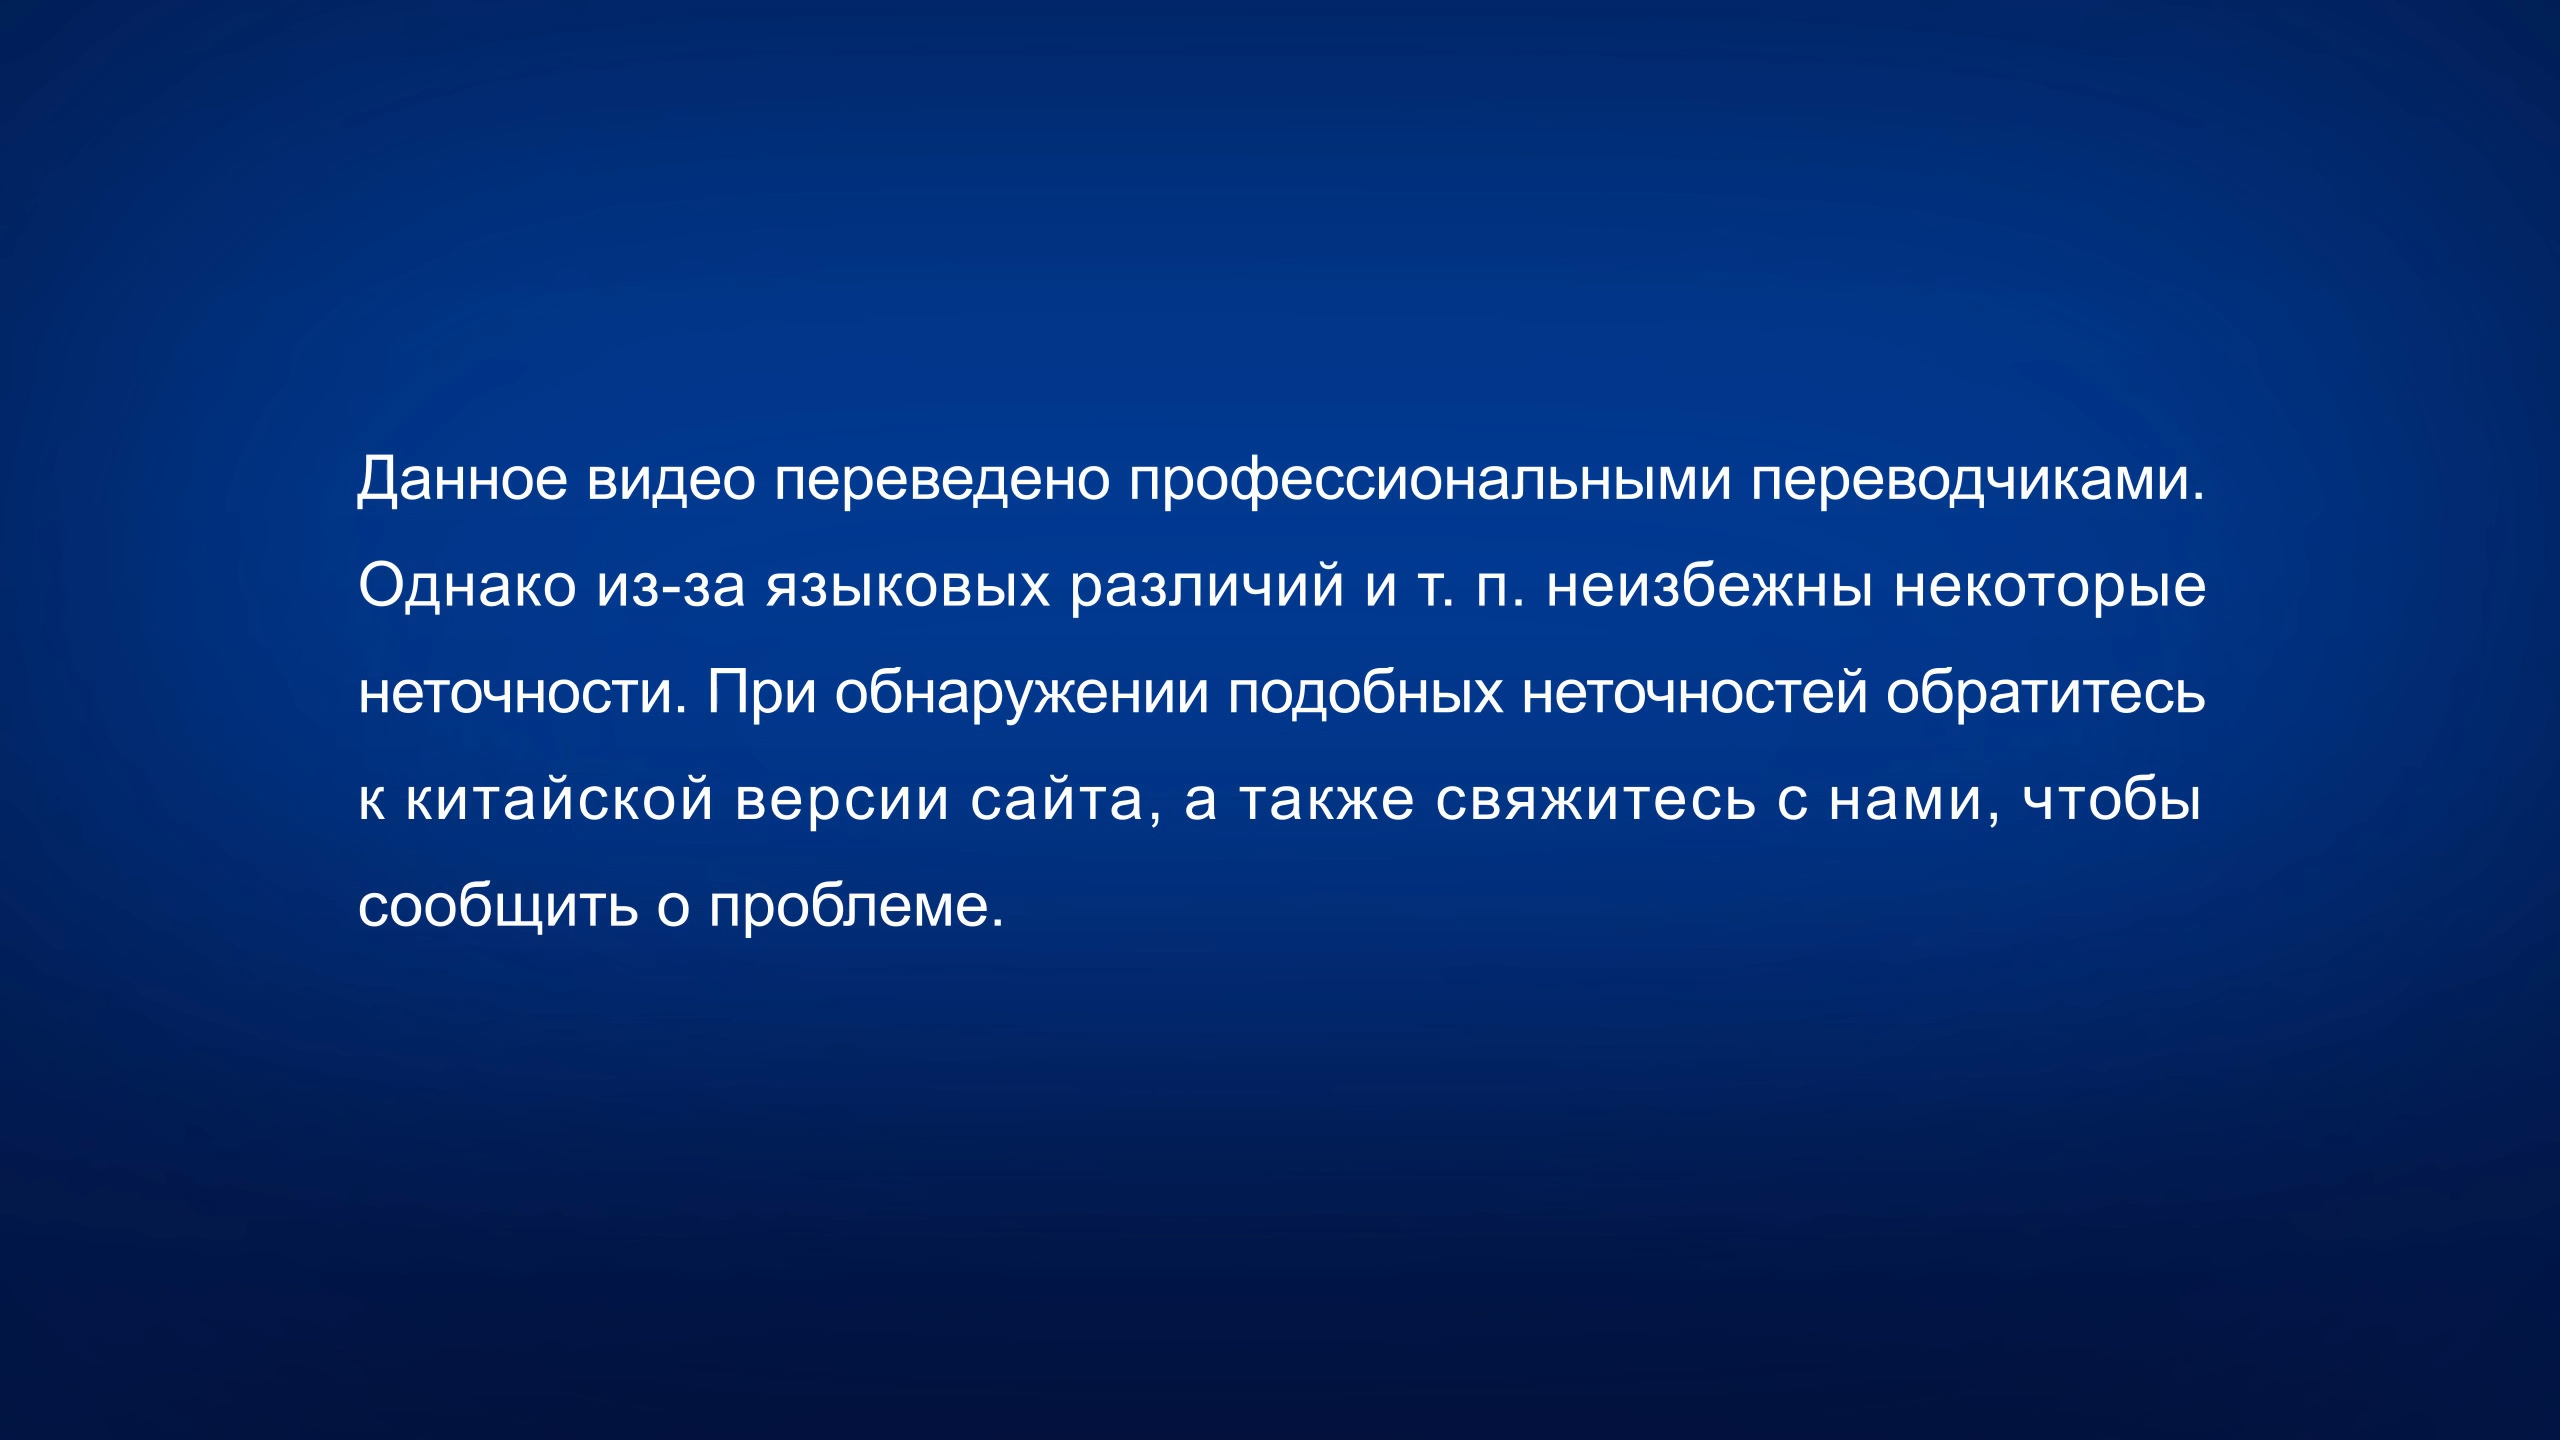 Данное видео переведено профессиональными переводчиками.
Однако из-за языковых различий и т. п. неизбежны некоторые
неточности. При обнаружении подобных неточностей обратитесь
к китайской версии сайта, а также свяжитесь с нами, чтобы
сообщить о проблеме.